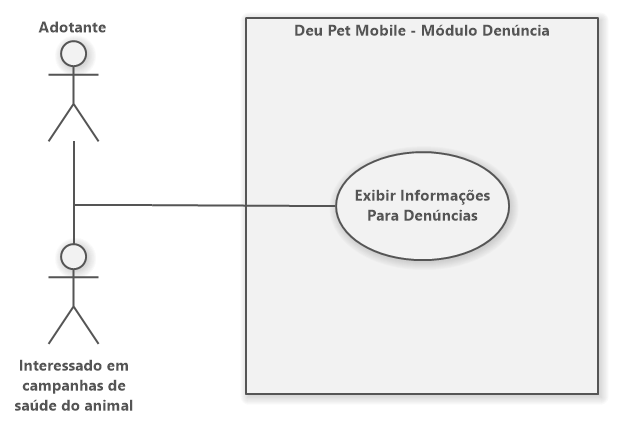 Adotante
Deu Pet Mobile - Módulo Denúncia
Exibir Informações
Para Denúncias
Interessado em
campanhas de
saúde do animal